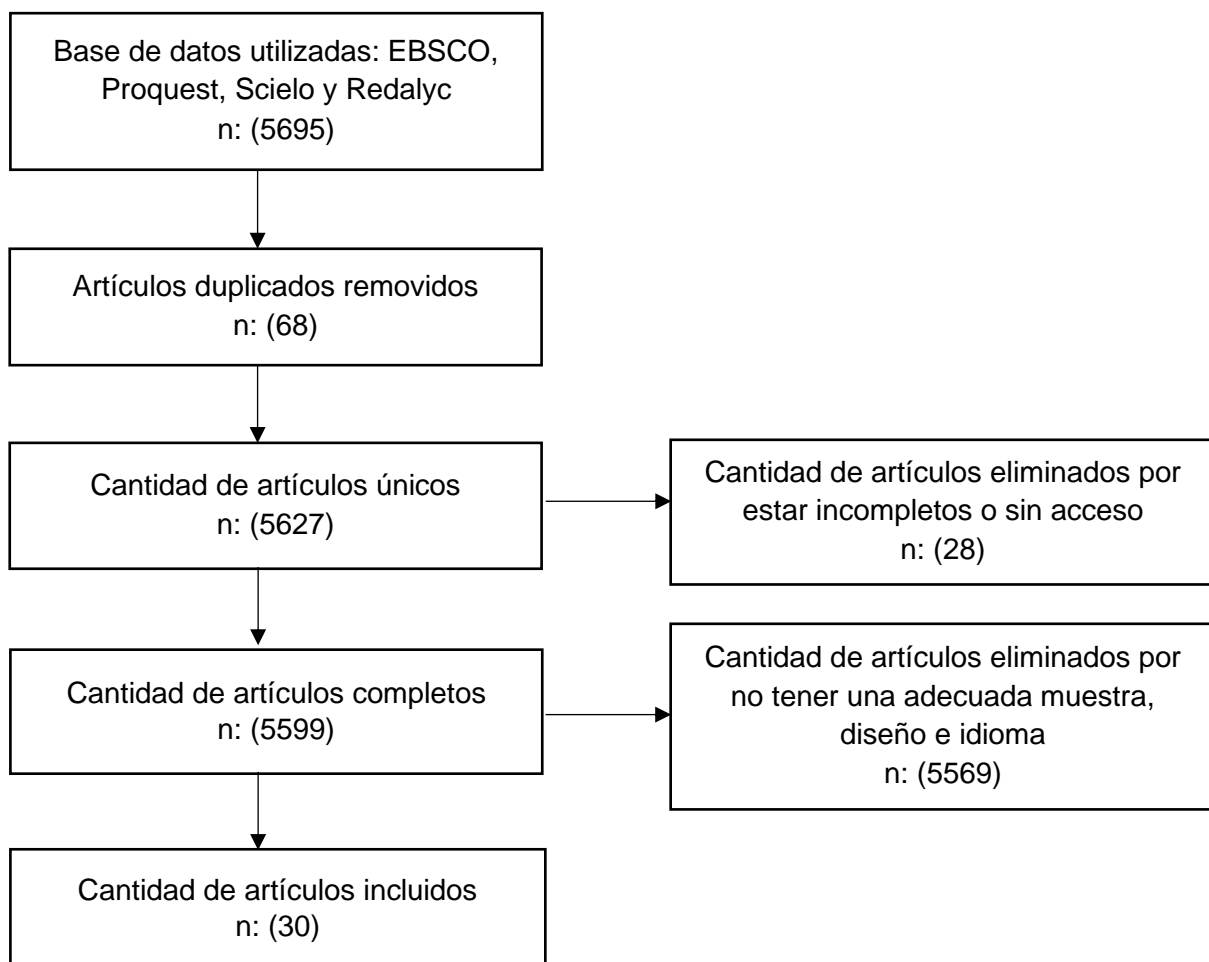 Base de datos utilizadas: EBSCO,
Proquest, Scielo y Redalyc
n: (5695)
Artículos duplicados removidos
n: (68)
Cantidad de artículos únicos
n: (5627)
Cantidad de artículos eliminados por
estar incompletos o sin acceso
n: (28)
Cantidad de artículos completos
n: (5599)
Cantidad de artículos eliminados por
no tener una adecuada muestra,
diseño e idioma
n: (5569)
Cantidad de artículos incluidos
n: (30)